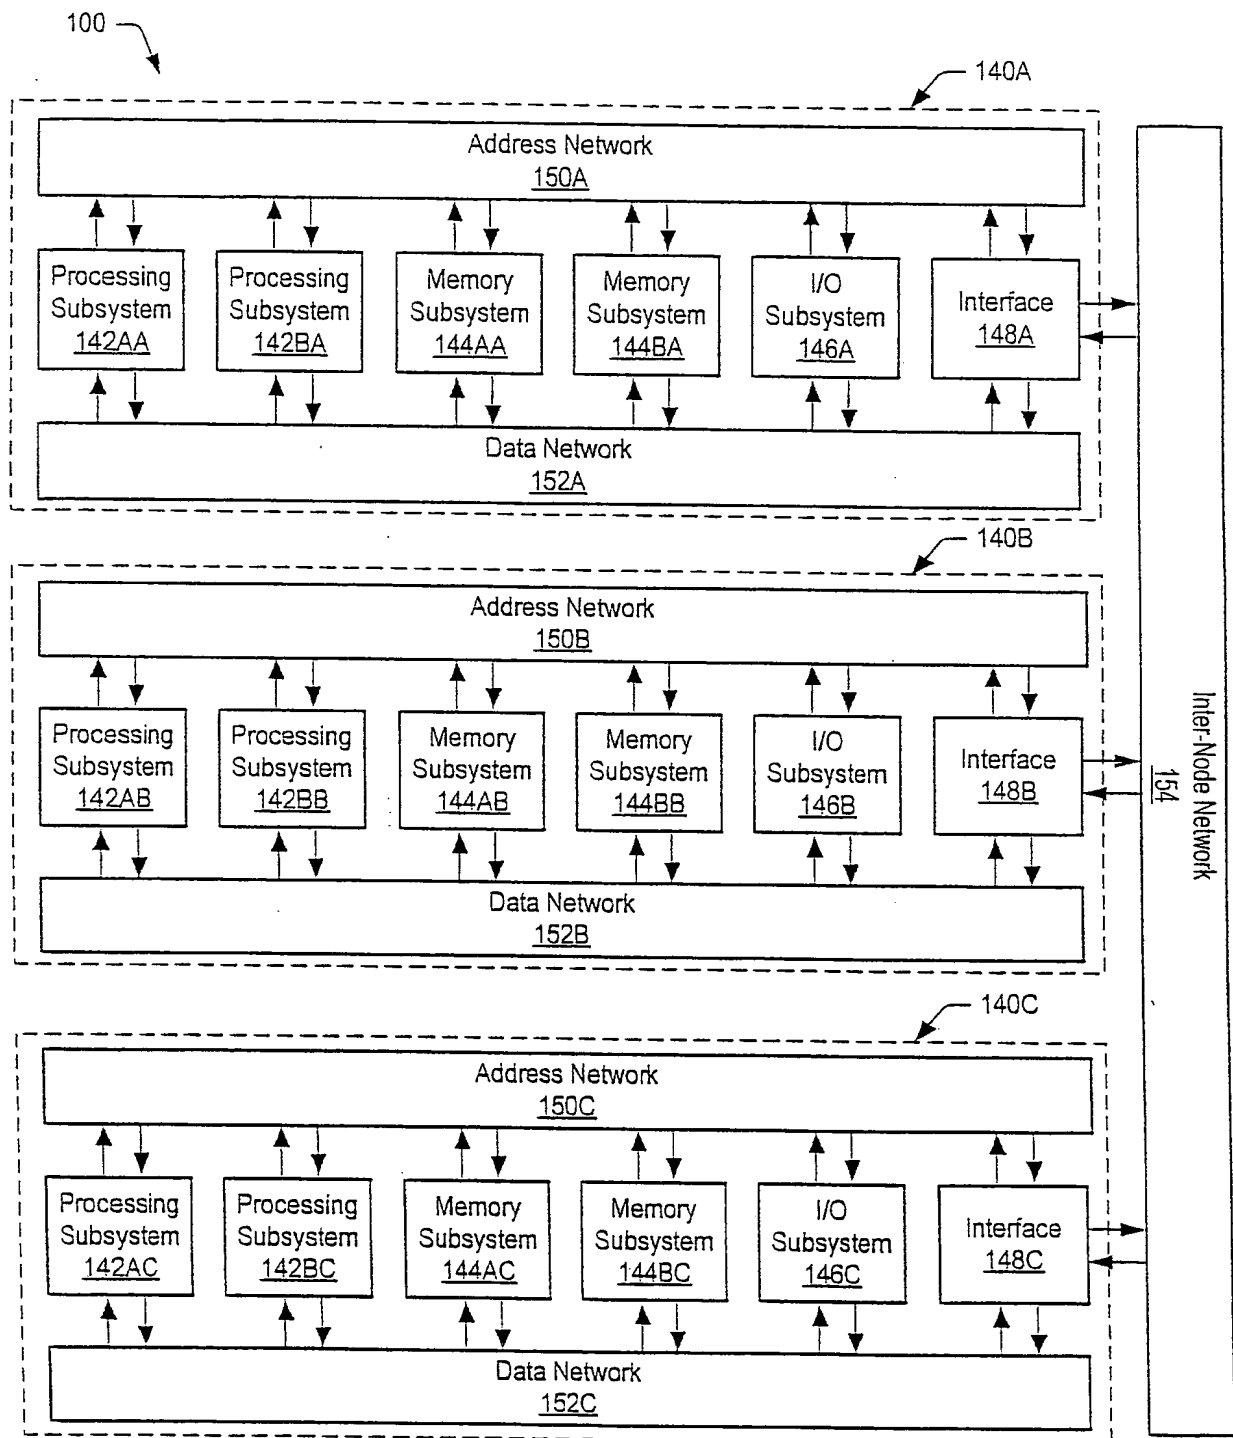 100
140A
Address Network
150A
Processing
Subsystem
142AA
Processing
Subsystem
142BA
Memory
Subsystem
144AA
Memory
Subsystem
144BA
I/O
Subsystem
146A
Interface
148A
Data Network
152A
140B
Address Network
150B
Processing
Subsystem
142AB
Processing
Subsystem
142BB
Memory
Subsystem
144AB
Memory
Subsystem
144BB
I/O
Subsystem
146B
Interface
148B
Data Network
152B
Inter-Node Network
154
140C
Address Network
150C
Processing
Subsystem
142AC
Processing
Subsystem
142BC
Memory
Subsystem
144AC
Memory
Subsystem
144BC
I/O
Subsystem
146C
Interface
148C
Data Network
152C